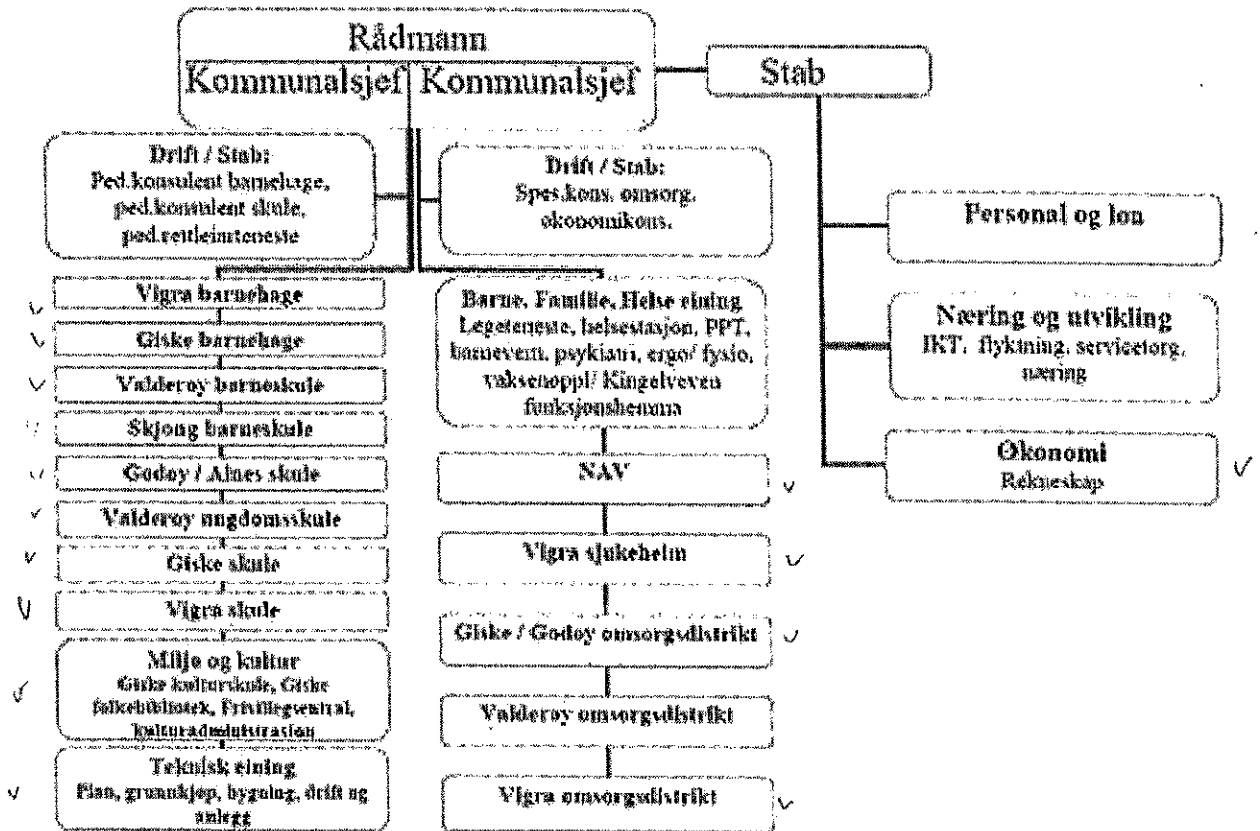 Rådmann
Kommunalsjef Kommunalsjef
Stab
Drift / Stab:
Ped.konsulent barnehage,
ped.konsulent skule,
ped.rettleiarteneste
Drift / Stab:
Spes.kons. omsorg,
økonomikons.
Vigra barnehage
Giske barnehage
Valderøy barneskule
Skjong barneskule
Godøy / Alnes skule
Valderøy ungdomsskule
Giske skule
Vigra skule
Miljø og kultur
Giske kulturskule, Giske
folkebibliotek, Frivillegsentral,
kulturadministrasjon
Teknisk eining
Plan, grunnkjøp, bygning, drift og
anlegg
Barne, Familie, Helse eining
Legeteneste, helsestasjon, PPT,
barnevern, psykiatri, ergo/ fysio,
vaksenoppl/
funksjonshemma
NAV
Vigra sjukeheim
Giske / Godøy omsorgsdistrikt
Valderøy omsorgsdistrikt
Vigra omsorgsdistrikt
Personal og løn
Næring og utvikling
IKT, flyktning, servicetorg,
næring
Økonomi
Rekneskap